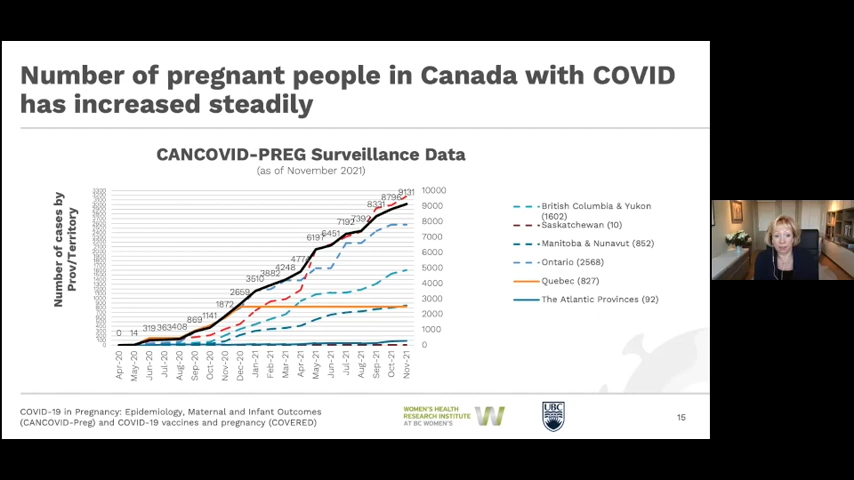 Number of pregnant people in Canada with COVID
has increased steadily
CANCOVID-PREG Surveillance Data
(as of November 2021)
Number of cases by
Prov/Territory
0
14
319
363
408
869
1141
1872
2659
3510
3882
4248
4774
6197
6451
7192
7392
8331
8796
9131
10000
9000
8000
7000
6000
5000
4000
3000
2000
1000
0
Apr-20
May-20
Jun-20
Jul-20
Aug-20
Sep-20
Oct-20
Nov-20
Dec-20
Jan-21
Feb-21
Mar-21
Apr-21
May-21
Jun-21
Jul-21
Aug-21
Sep-21
Oct-21
Nov-21
British Columbia & Yukon
(1602)
Saskatchewan (10)
Manitoba & Nunavut (852)
Ontario (2568)
Quebec (827)
The Atlantic Provinces (92)
COVID-19 in Pregnancy: Epidemiology, Maternal and Infant Outcomes
(CANCOVID-Preg) and COVID-19 vaccines and pregnancy (COVERED)
WOMEN'S HEALTH
RESEARCH INSTITUTE
AT BC WOMEN'S
W
UBC
15